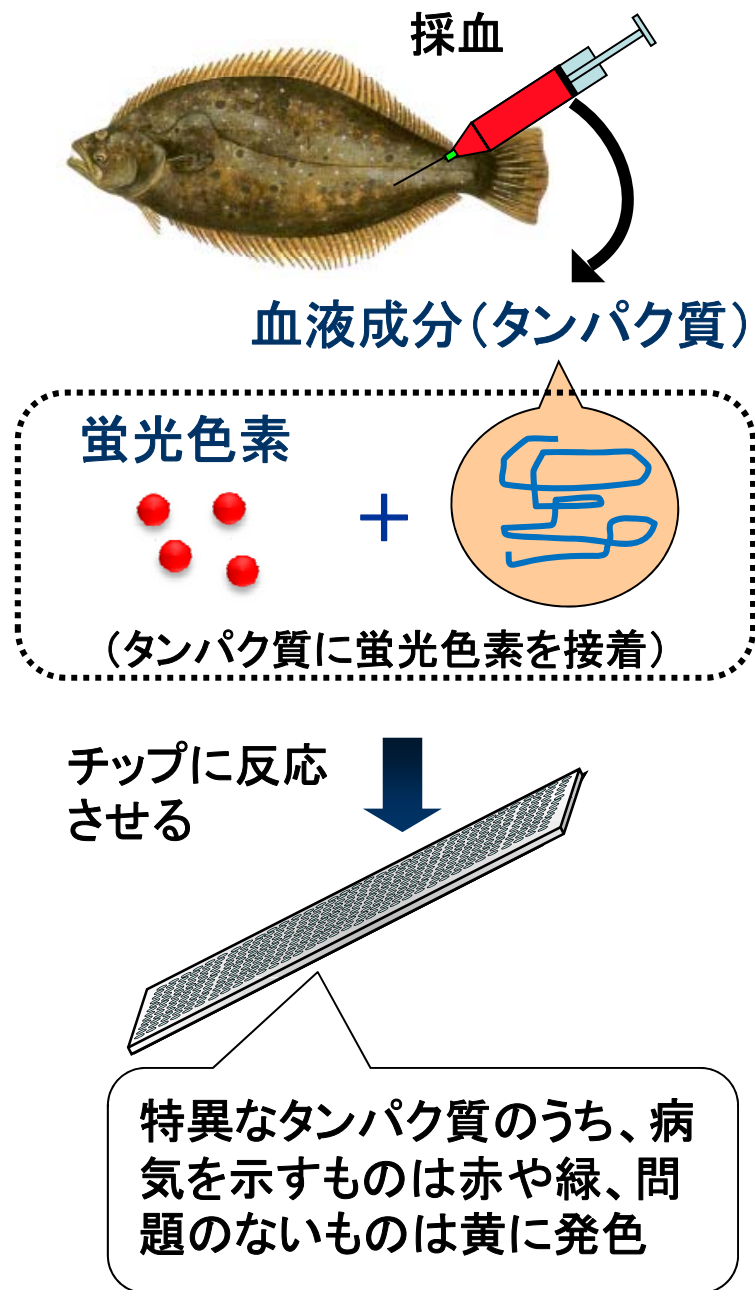 採血
血液成分(タンパク質)
蛍光色素
+
(タンパク質に蛍光色素を接着)
チップに反応
させる
特異なタンパク質のうち、病
気を示すものは赤や緑、問
題のないものは黄に発色